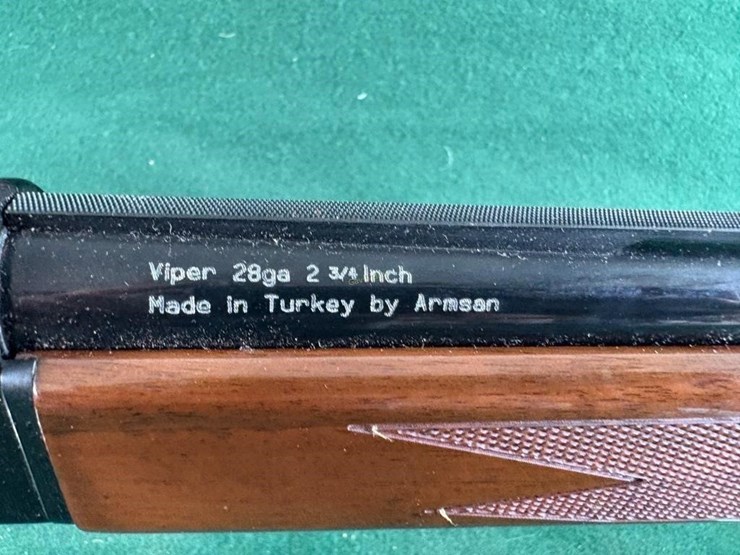 Viper 28ga 2 3/4 Inch
Made in Turkey by Armsan